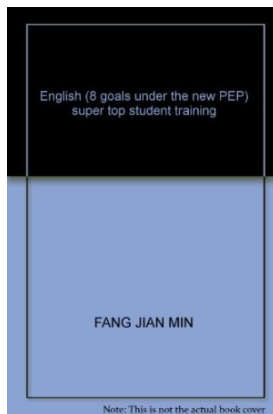 English (8 goals under the new PEP)
super top student training
FANG JIAN MIN
Note: This is not the actual book cover